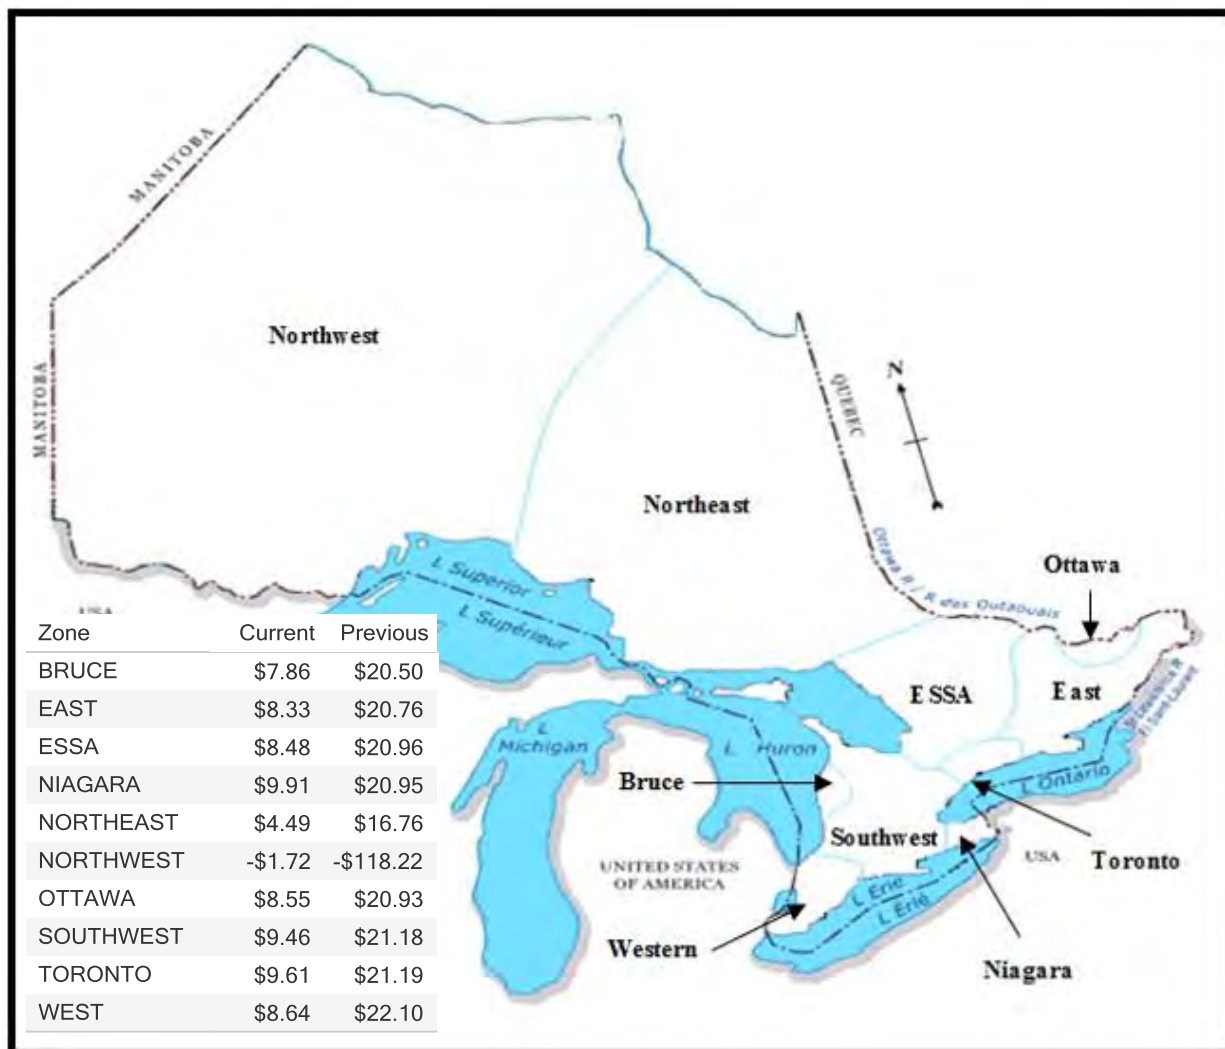 MANITOBA
MANITOBA
Northwest
QUEBEC
N
Northeast
Ottawa R / R des Outaouais
Ottawa
L Superior
L Supérieur
USA
ESSA
East
L
Michigan
L Huron
Bruce
L Ontario
Southwest
UNITED STATES
OF AMERICA
USA
Toronto
L Erie
L Érié
Western
Niagara
Zone Current Previous
BRUCE $7.86 $20.50
EAST $8.33 $20.76
ESSA $8.48 $20.96
NIAGARA $9.91 $20.95
NORTHEAST $4.49 $16.76
NORTHWEST -$1.72 -$118.22
OTTAWA $8.55 $20.93
SOUTHWEST $9.46 $21.18
TORONTO $9.61 $21.19
WEST $8.64 $22.10